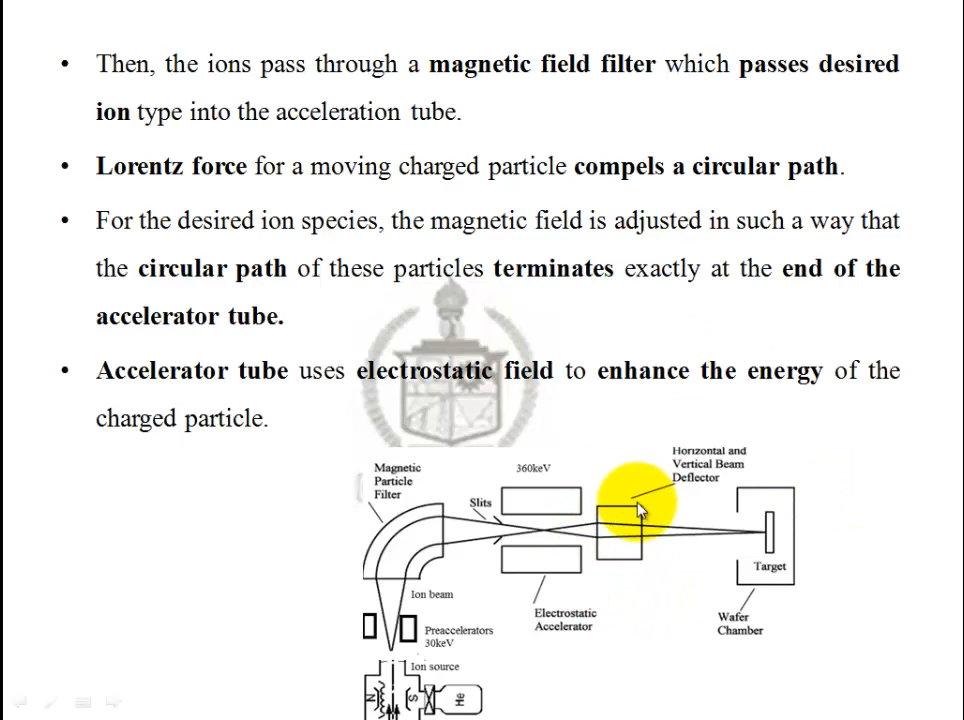 • Then, the ions pass through a magnetic field filter which passes desired
ion type into the acceleration tube.
• Lorentz force for a moving charged particle compels a circular path.
• For the desired ion species, the magnetic field is adjusted in such a way that
the circular path of these particles terminates exactly at the end of the
accelerator tube.
• Accelerator tube uses electrostatic field to enhance the energy of the
charged particle.
Magnetic
Particle
Filter
Slits
360keV
Horizontal and
Vertical Beam
Deflector
Target
Ion beam
Electrostatic
Accelerator
Wafer
Chamber
Preaccelerators
30keV
Ion source
N
S
He